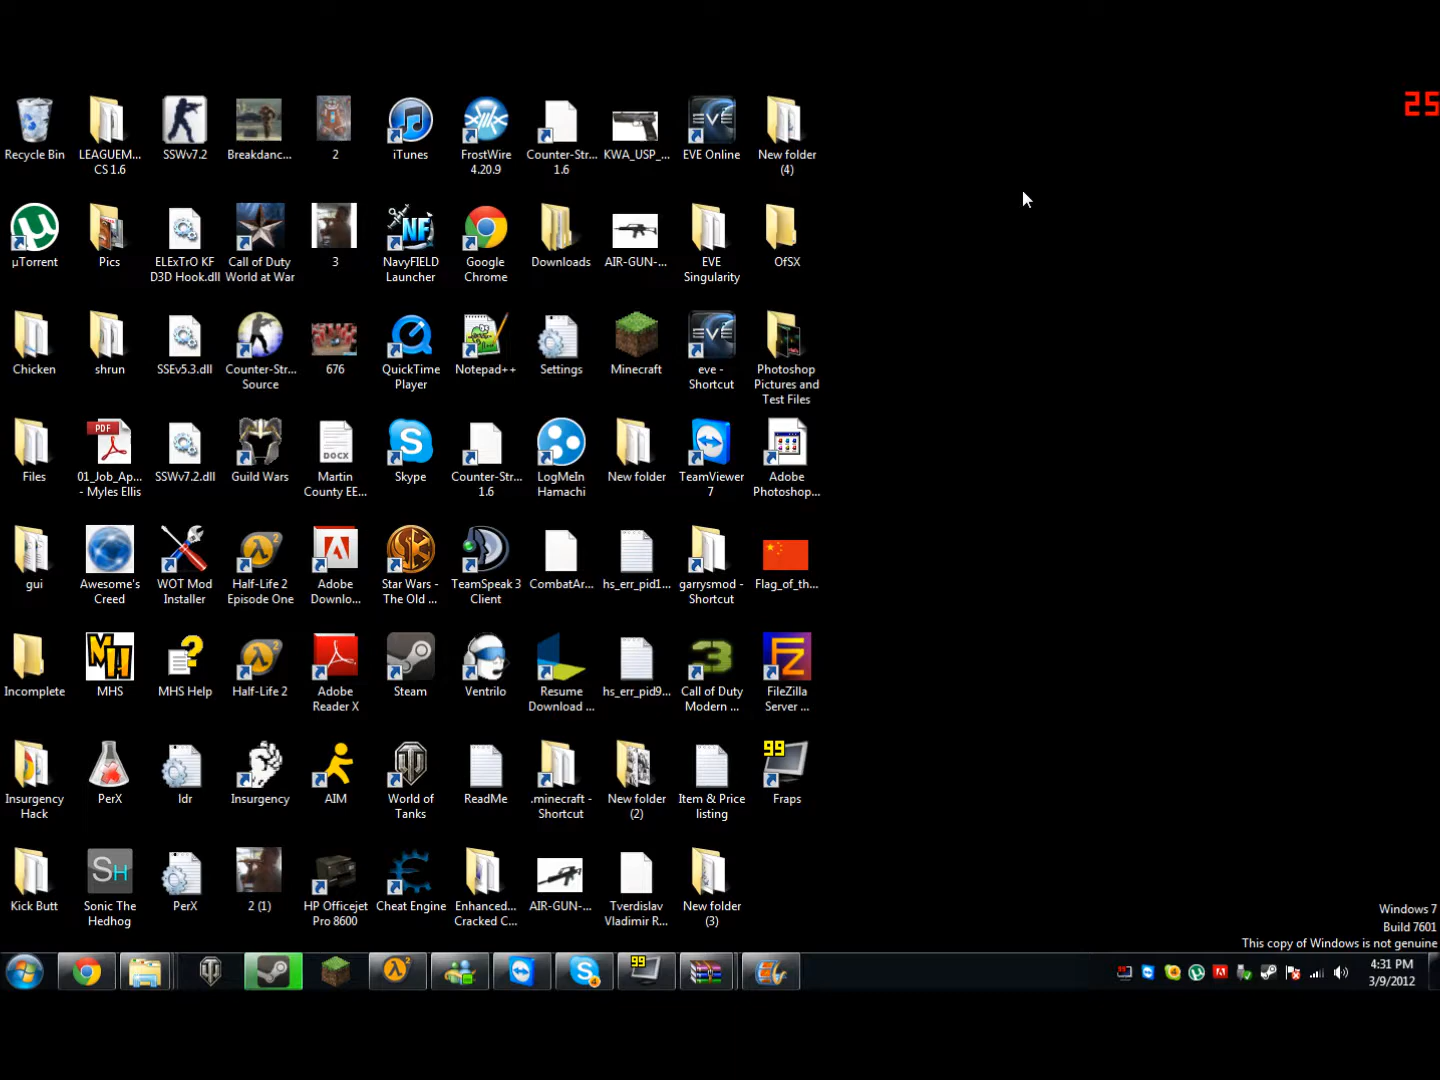 25
Recycle Bin
LEAGUEM...
CS 1.6
SSWv7.2
Breakdanc...
2
iTunes
FrostWire
4.20.9
Counter-Str...
1.6
KWA_USP_...
EVE Online
New folder
(4)
µTorrent
Pics
ELExTrO KF
D3D Hook.dll
Call of Duty
World at War
3
NavyFIELD
Launcher
Google
Chrome
Downloads
AIR-GUN-...
EVE
Singularity
OfSX
Chicken
shrun
SSEv5.3.dll
Counter-Str...
Source
676
QuickTime
Player
Notepad++
Settings
Minecraft
eve -
Shortcut
Photoshop
Pictures and
Test Files
Files
PDF
01_Job_Ap...
- Myles Ellis
SSWv7.2.dll
Guild Wars
DOCX
Martin
County EE...
Skype
Counter-Str...
1.6
LogMeIn
Hamachi
New folder
TeamViewer
7
Adobe
Photoshop...
gui
Awesome's
Creed
WOT Mod
Installer
Half-Life 2
Episode One
Adobe
Downlo...
Star Wars -
The Old ...
TeamSpeak 3
Client
CombatAr...
hs_err_pid1...
garrysmod -
Shortcut
Flag_of_th...
Incomplete
MHS
MHS Help
Half-Life 2
Adobe
Reader X
Steam
Ventrilo
Resume
Download ...
hs_err_pid9...
Call of Duty
Modern ...
FileZilla
Server ...
Insurgency
Hack
PerX
ldr
Insurgency
AIM
World of
Tanks
ReadMe
.minecraft -
Shortcut
New folder
(2)
Item & Price
listing
99
Fraps
Kick Butt
SH
Sonic The
Hedhog
PerX
2 (1)
HP Officejet
Pro 8600
Cheat Engine
Enhanced...
Cracked C...
AIR-GUN-...
Tverdislav
Vladimir R...
New folder
(3)
Windows 7
Build 7601
This copy of Windows is not genuine
99
4:31 PM
3/9/2012